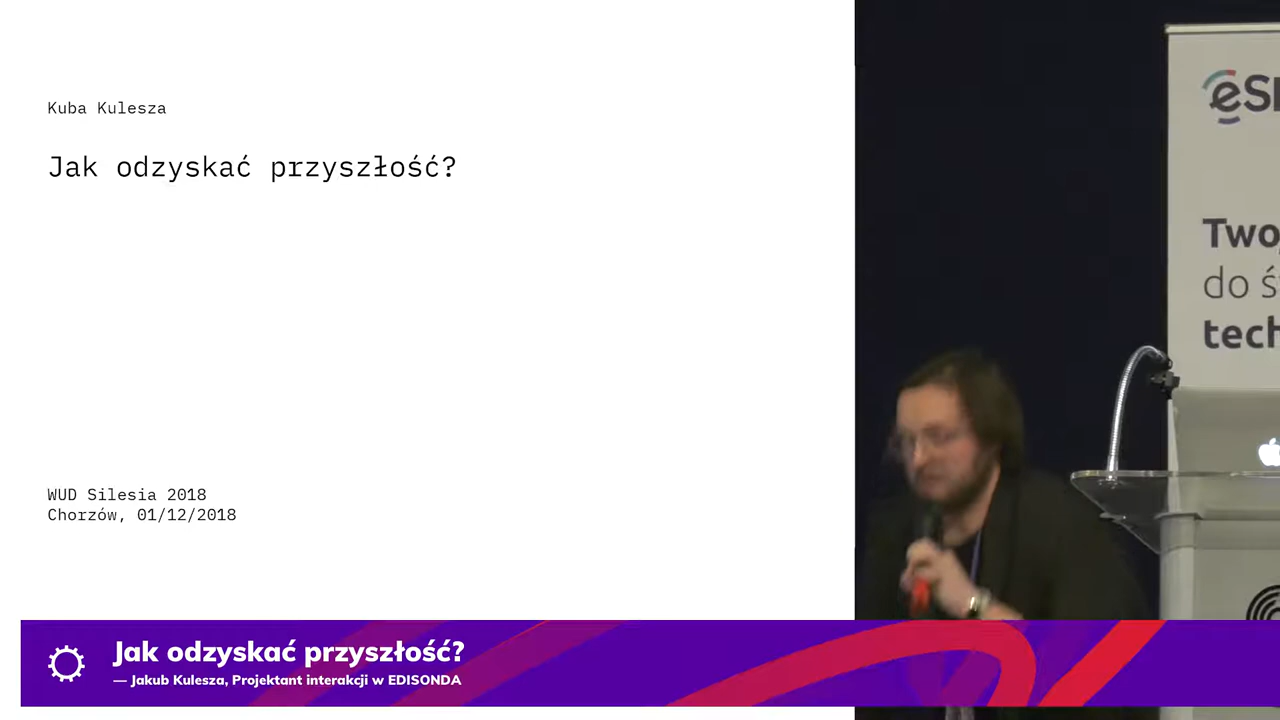 Kuba Kulesza
Jak odzyskać przyszłość?
WUD Silesia 2018
Chorzów, 01/12/2018
Jak odzyskać przyszłość?
— Jakub Kulesza, Projektant interakcji w EDISONDA
do